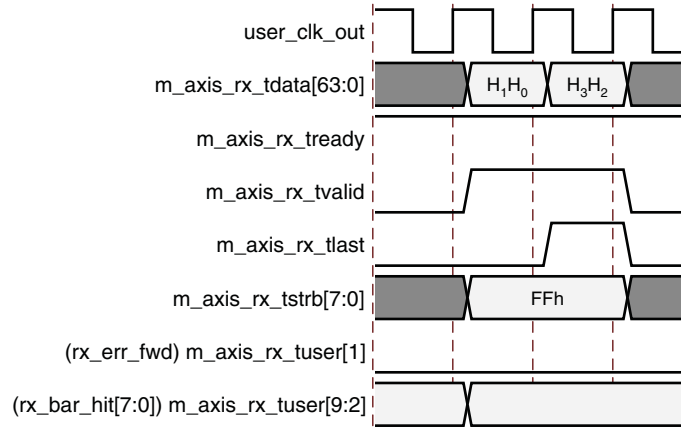 user_clk_out
m_axis_rx_tdata[63:0] H₁H₀ H₃H₂
m_axis_rx_tready
m_axis_rx_tvalid
m_axis_rx_tlast
m_axis_rx_tstrb[7:0] FFh
(rx_err_fwd) m_axis_rx_tuser[1]
(rx_bar_hit[7:0]) m_axis_rx_tuser[9:2]